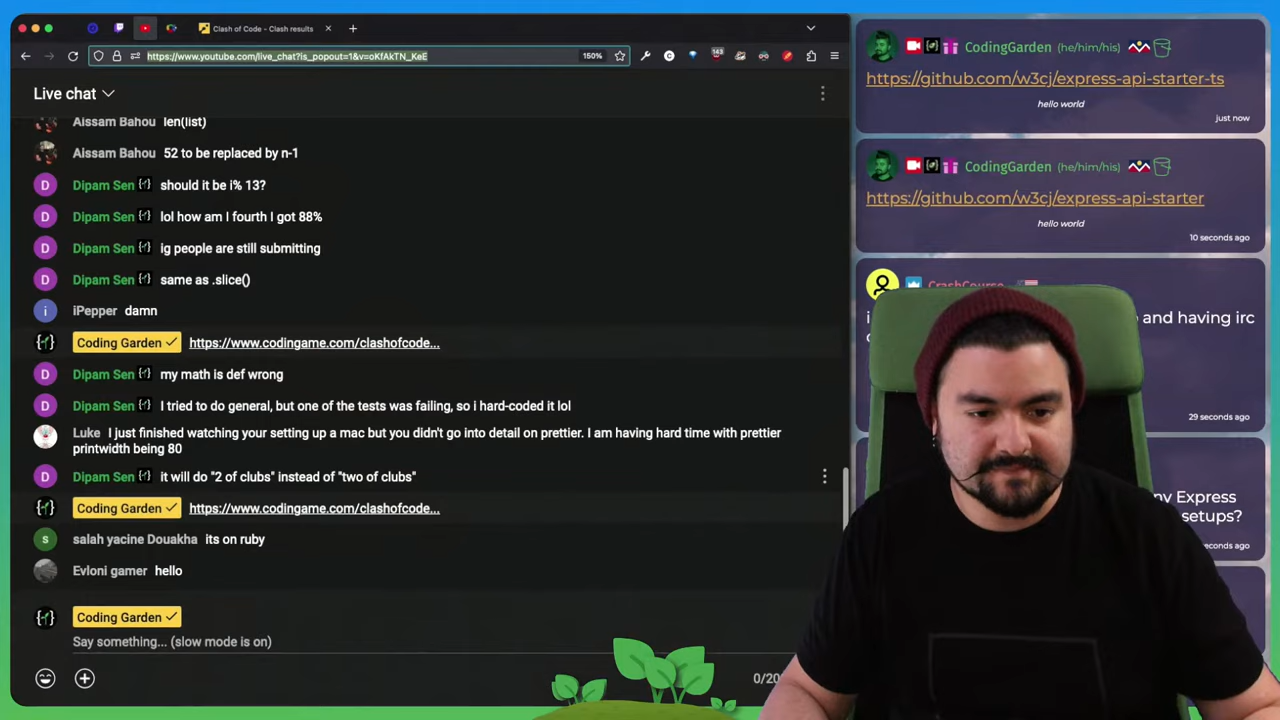 Clash of Code - Clash results
https://www.youtube.com/live_chat?is_popout=1&v=oKfAkTN_KeE
150%
143
Live chat
Aissam Bahou len(list)
Aissam Bahou 52 to be replaced by n-1
D Dipam Sen should it be i% 13?
D Dipam Sen lol how am I fourth I got 88%
D Dipam Sen ig people are still submitting
D Dipam Sen same as .slice()
i iPepper damn
Coding Garden https://www.codingame.com/clashofcode...
D Dipam Sen my math is def wrong
D Dipam Sen I tried to do general, but one of the tests was failing, so i hard-coded it lol
Luke I just finished watching your setting up a mac but you didn't go into detail on prettier. I am having hard time with prettier
printwidth being 80
D Dipam Sen it will do "2 of clubs" instead of "two of clubs"
Coding Garden https://www.codingame.com/clashofcode...
s salah yacine Douakha its on ruby
Evloni gamer hello
Coding Garden
Say something... (slow mode is on)
CodingGarden (he/him/his)
https://github.com/w3cj/express-api-starter-ts
hello world
just now
CodingGarden (he/him/his)
https://github.com/w3cj/express-api-starter
hello world
10 seconds ago
CrashCourse
and having irc
29 seconds ago
Express
setups?